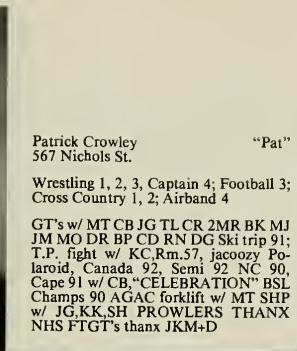 Patrick Crowley "Pat"
567 Nichols St.
Wrestling 1, 2, 3, Captain 4; Football 3;
Cross Country 1, 2; Airband 4
GT's w/ MT CB JG TL CR 2MR BK MJ
JM MO DR BP CD RN DG Ski trip 91;
T.P. fight w/ KC,Rm.57, jacoozy Po-
laroid, Canada 92, Semi 92 NC 90,
Cape 91 w/ CB,"CELEBRATION" BSL
Champs 90 AGAC forklift w/ MT SHP
w/ JG,KK,SH PROWLERS THANX
NHS FTGT's thanx JKM+D